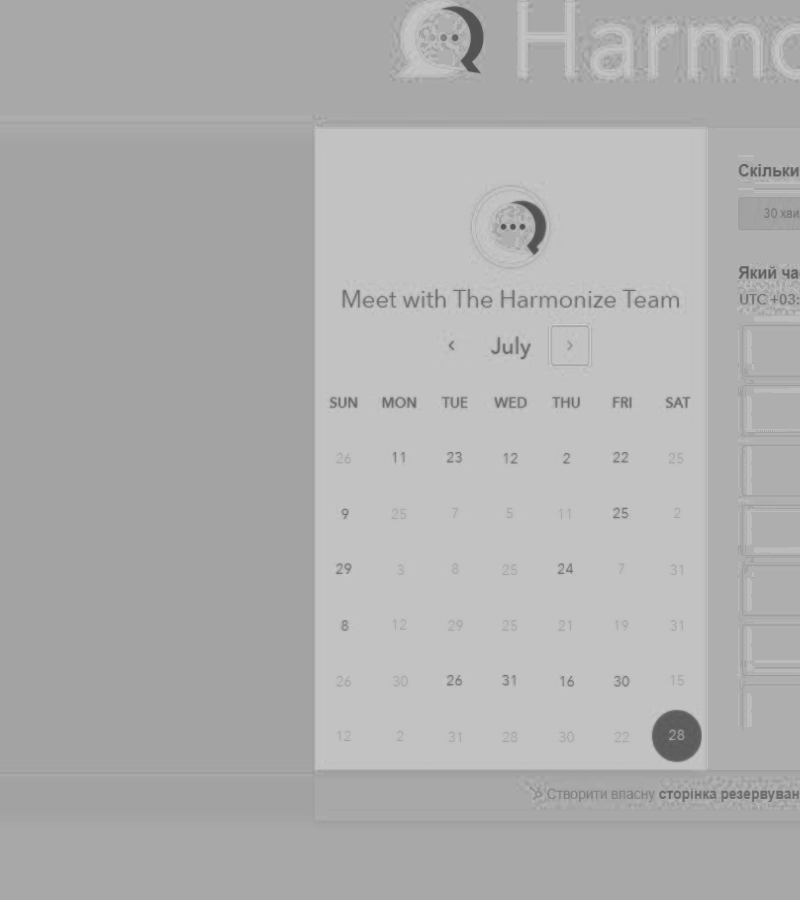 Harmo
Meet with The Harmonize Team
‹ July ›
SUN MON TUE WED THU FRI SAT
26 11 23 12 2 22 25
9 25 7 5 11 25 2
29 3 8 25 24 7 31
8 12 29 25 21 19 31
26 30 26 31 16 30 15
12 2 31 28 30 22 28
Скільки
30 хви
Який ча
UTC +03:
Створити власну сторінка резервуван